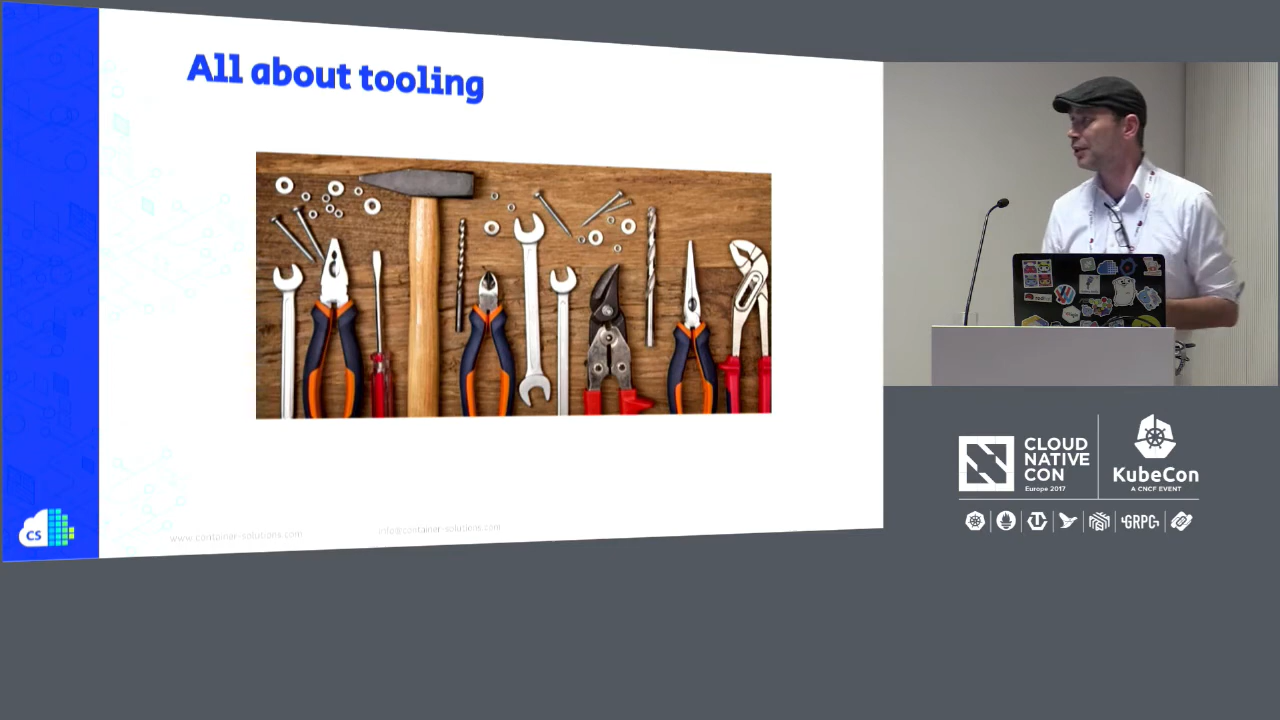 All about tooling
CS
www.container-solutions.com
info@container-solutions.com
CLOUD
NATIVE
CON
Europe 2017
KubeCon
A CNCF EVENT
GRPC